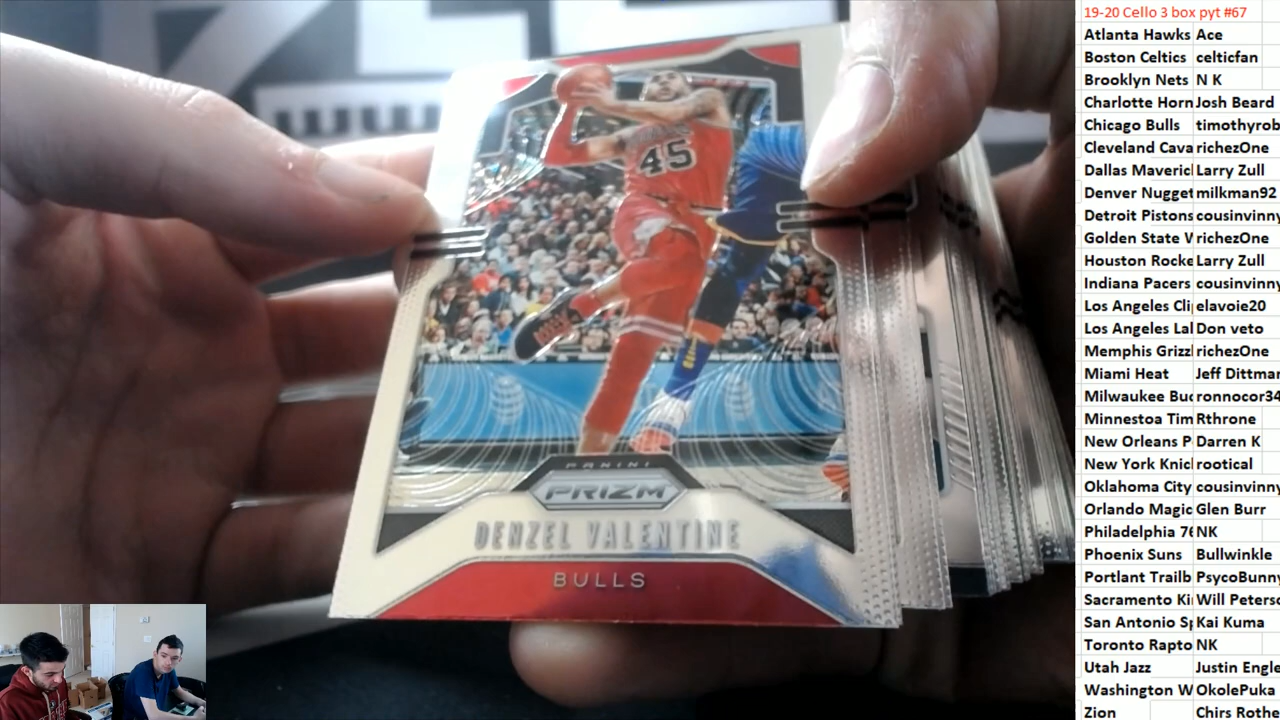 45
PANINI
PRIZM
DENZEL VALENTINE
BULLS
19-20 Cello 3 box pyt #67
Atlanta Hawks Ace
Boston Celtics celticfan
Brooklyn Nets N K
Charlotte Horn Josh Beard
Chicago Bulls timothyrob
Cleveland Cava richezOne
Dallas Maveric Larry Zull
Denver Nugget milkman92
Detroit Pistons cousinvinny
Golden State V richezOne
Houston Rocke Larry Zull
Indiana Pacers cousinvinny
Los Angeles Cli elavoie20
Los Angeles Lal Don veto
Memphis Grizz richezOne
Miami Heat Jeff Dittmar
Milwaukee Buc ronnocor34
Minnestoa Tim Rthrone
New Orleans P Darren K
New York Knic rootical
Oklahoma City cousinvinny
Orlando Magic Glen Burr
Philadelphia 76 NK
Phoenix Suns Bullwinkle
Portlant Trailb PsycoBunny
Sacramento Ki Will Peterso
San Antonio Sp Kai Kuma
Toronto Rapto NK
Utah Jazz Justin Engle
Washington W OkolePuka
Zion Chirs Rothe